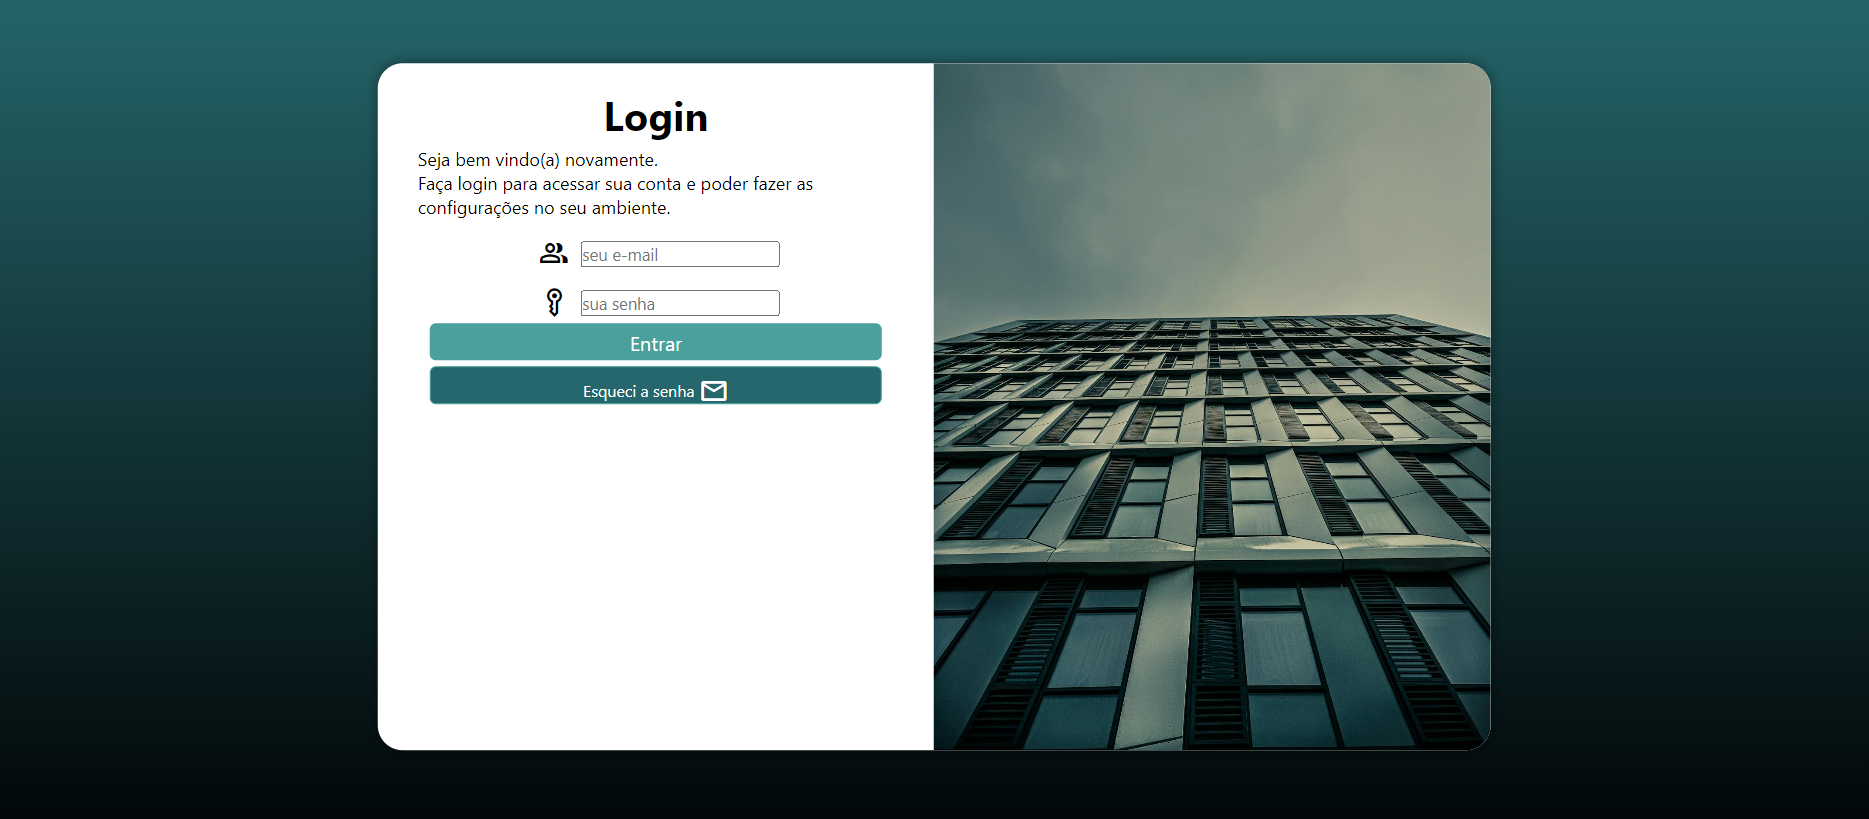 Login
Seja bem vindo(a) novamente.
Faça login para acessar sua conta e poder fazer as
configurações no seu ambiente.
seu e-mail
sua senha
Entrar
Esqueci a senha